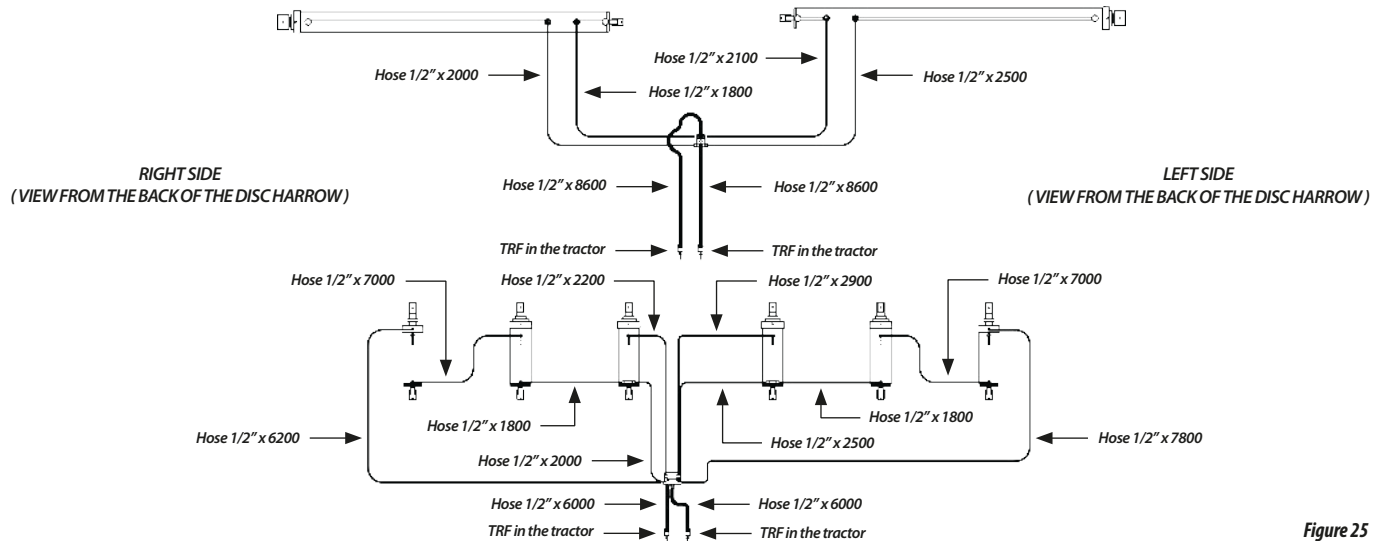 Hose 1/2” x 2100
Hose 1/2” x 2000
Hose 1/2” x 2500
Hose 1/2” x 1800
RIGHT SIDE
( VIEW FROM THE BACK OF THE DISC HARROW )
LEFT SIDE
( VIEW FROM THE BACK OF THE DISC HARROW )
Hose 1/2” x 8600
Hose 1/2” x 8600
TRF in the tractor
TRF in the tractor
Hose 1/2” x 7000
Hose 1/2” x 2200
Hose 1/2” x 2900
Hose 1/2” x 7000
Hose 1/2” x 1800
Hose 1/2” x 1800
Hose 1/2” x 6200
Hose 1/2” x 2500
Hose 1/2” x 7800
Hose 1/2” x 2000
Hose 1/2” x 6000
Hose 1/2” x 6000
TRF in the tractor
TRF in the tractor
Figure 25